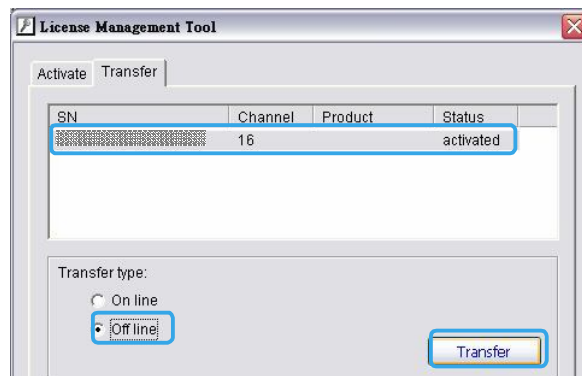 License Management Tool
Activate Transfer
SN Channel Product Status
16 activated
Transfer type:
On line
Off line
Transfer